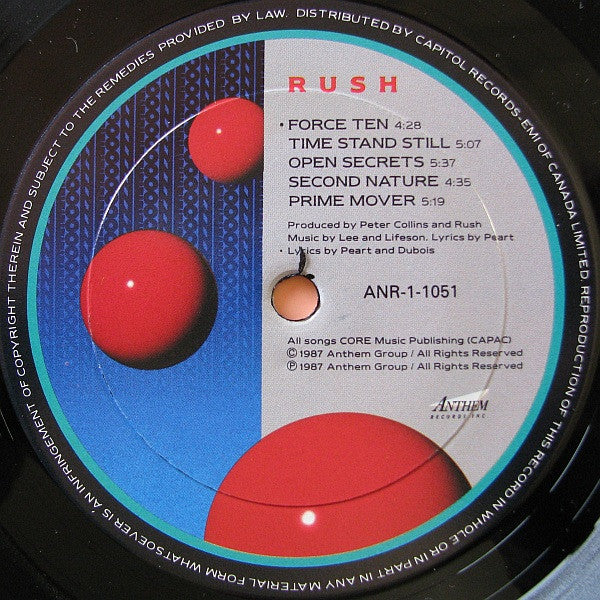 RUSH
• FORCE TEN 4:28
TIME STAND STILL 5:07
OPEN SECRETS 5:37
SECOND NATURE 4:35
PRIME MOVER 5:19
Produced by Peter Collins and Rush
Music by Lee and Lifeson. Lyrics by Peart
• Lyrics by Peart and Dubois
ANR-1-1051
All songs CORE Music Publishing (CAPAC)
© 1987 Anthem Group / All Rights Reserved
℗ 1987 Anthem Group / All Rights Reserved
ANTHEM
RECORDS INC.
DISTRIBUTED BY CAPITOL RECORDS-EMI OF CANADA LIMITED. REPRODUCTION OF THIS RECORD IN WHOLE OR IN PART IN ANY MATERIAL FORM WHATSOEVER IS AN INFRINGEMENT OF COPYRIGHT THEREIN AND SUBJECT TO THE REMEDIES PROVIDED BY LAW.